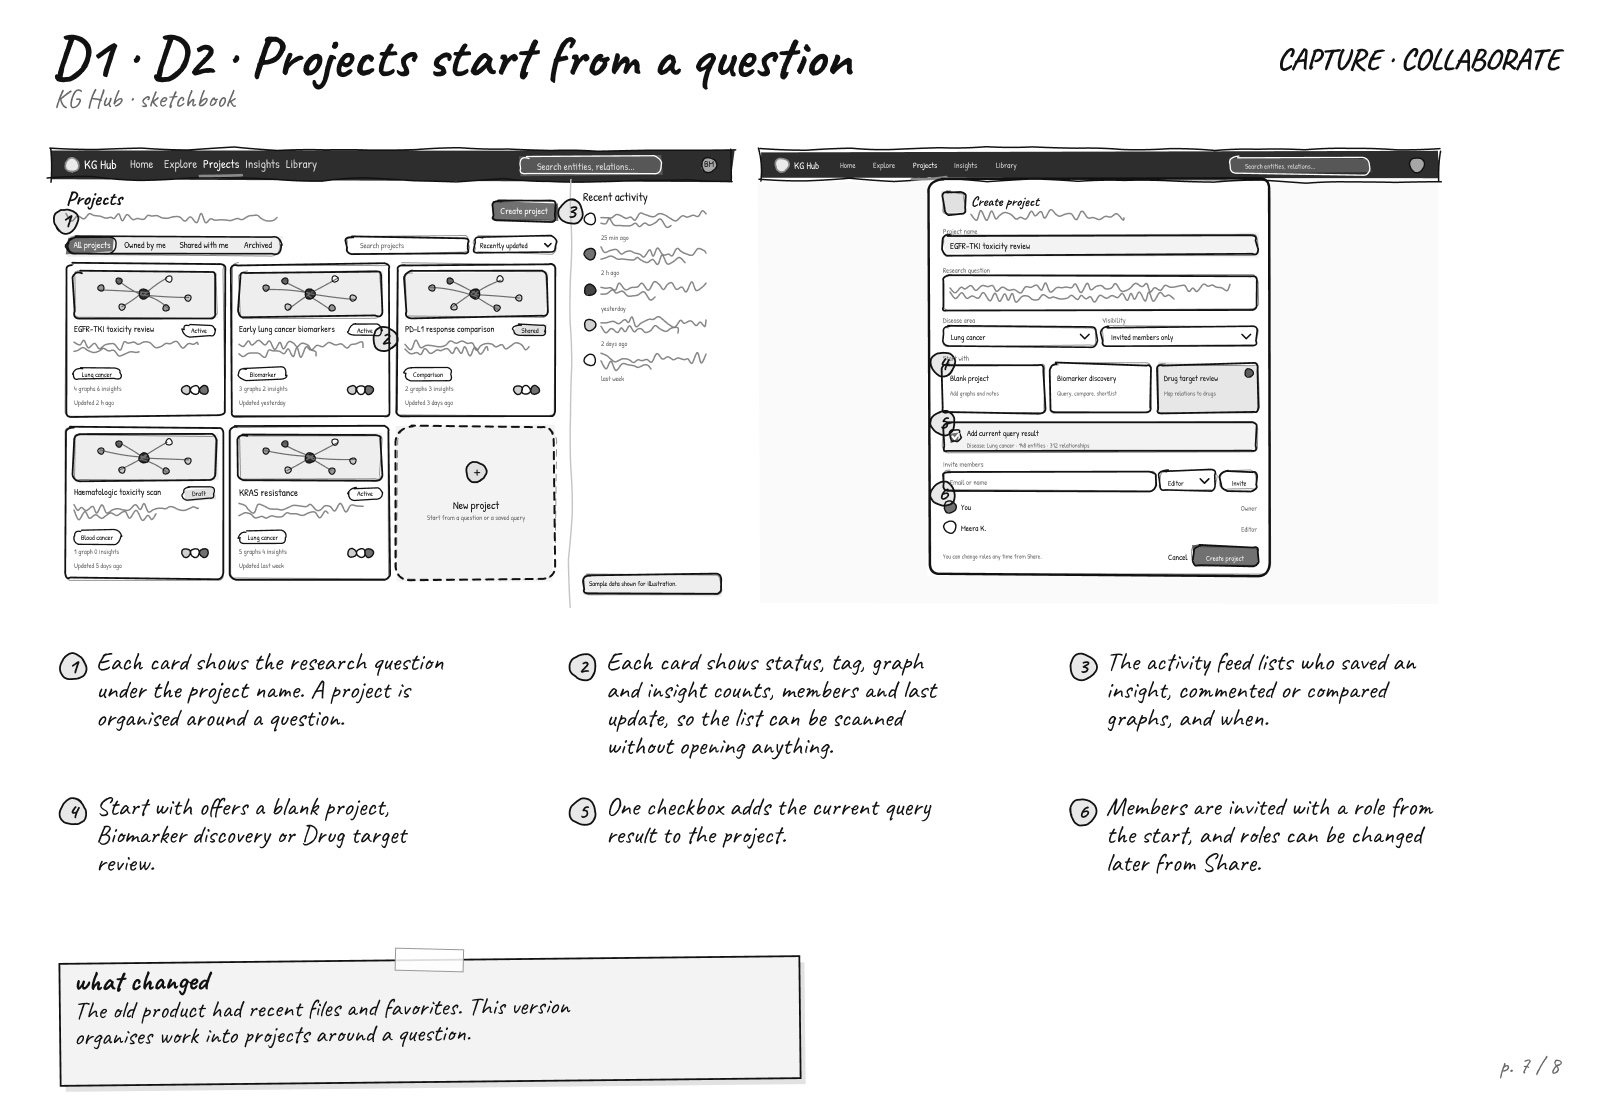 D1 · D2 · Projects start from a question
KG Hub · sketchbook
CAPTURE · COLLABORATE
KG Hub Home Explore Projects Insights Library
Search entities, relations...
BM
Projects
1
Create project
3
Recent activity
All projects Owned by me Shared with me Archived
Search projects
Recently updated
25 min ago
2 h ago
yesterday
2 days ago
last week
EGFR-TKI toxicity review
Active
Lung cancer
4 graphs 6 insights
Updated 2 h ago
Early lung cancer biomarkers
Active
2
Biomarker
3 graphs 2 insights
Updated yesterday
PD-L1 response comparison
Shared
Comparison
2 graphs 3 insights
Updated 3 days ago
Haematologic toxicity scan
Draft
Blood cancer
1 graph 0 insights
Updated 5 days ago
KRAS resistance
Active
Lung cancer
5 graphs 4 insights
Updated last week
+
New project
Start from a question or a saved query
Sample data shown for illustration.
KG Hub Home Explore Projects Insights Library
Search entities, relations...
Create project
Project name
EGFR-TKI toxicity review
Research question
Disease area
Lung cancer
Visibility
Invited members only
4
with
Blank project
Add graphs and notes
Biomarker discovery
Query, compare, shortlist
Drug target review
Map relations to drugs
5
Add current query result
Disease: Lung cancer · 148 entities · 312 relationships
Invite members
Email or name
Editor
Invite
6
You
Owner
Meera K.
Editor
You can change roles any time from Share.
Cancel
Create project
1 Each card shows the research question
under the project name. A project is
organised around a question.
2 Each card shows status, tag, graph
and insight counts, members and last
update, so the list can be scanned
without opening anything.
3 The activity feed lists who saved an
insight, commented or compared
graphs, and when.
4 Start with offers a blank project,
Biomarker discovery or Drug target
review.
5 One checkbox adds the current query
result to the project.
6 Members are invited with a role from
the start, and roles can be changed
later from Share.
what changed
The old product had recent files and favorites. This version
organises work into projects around a question.
p. 7 / 8